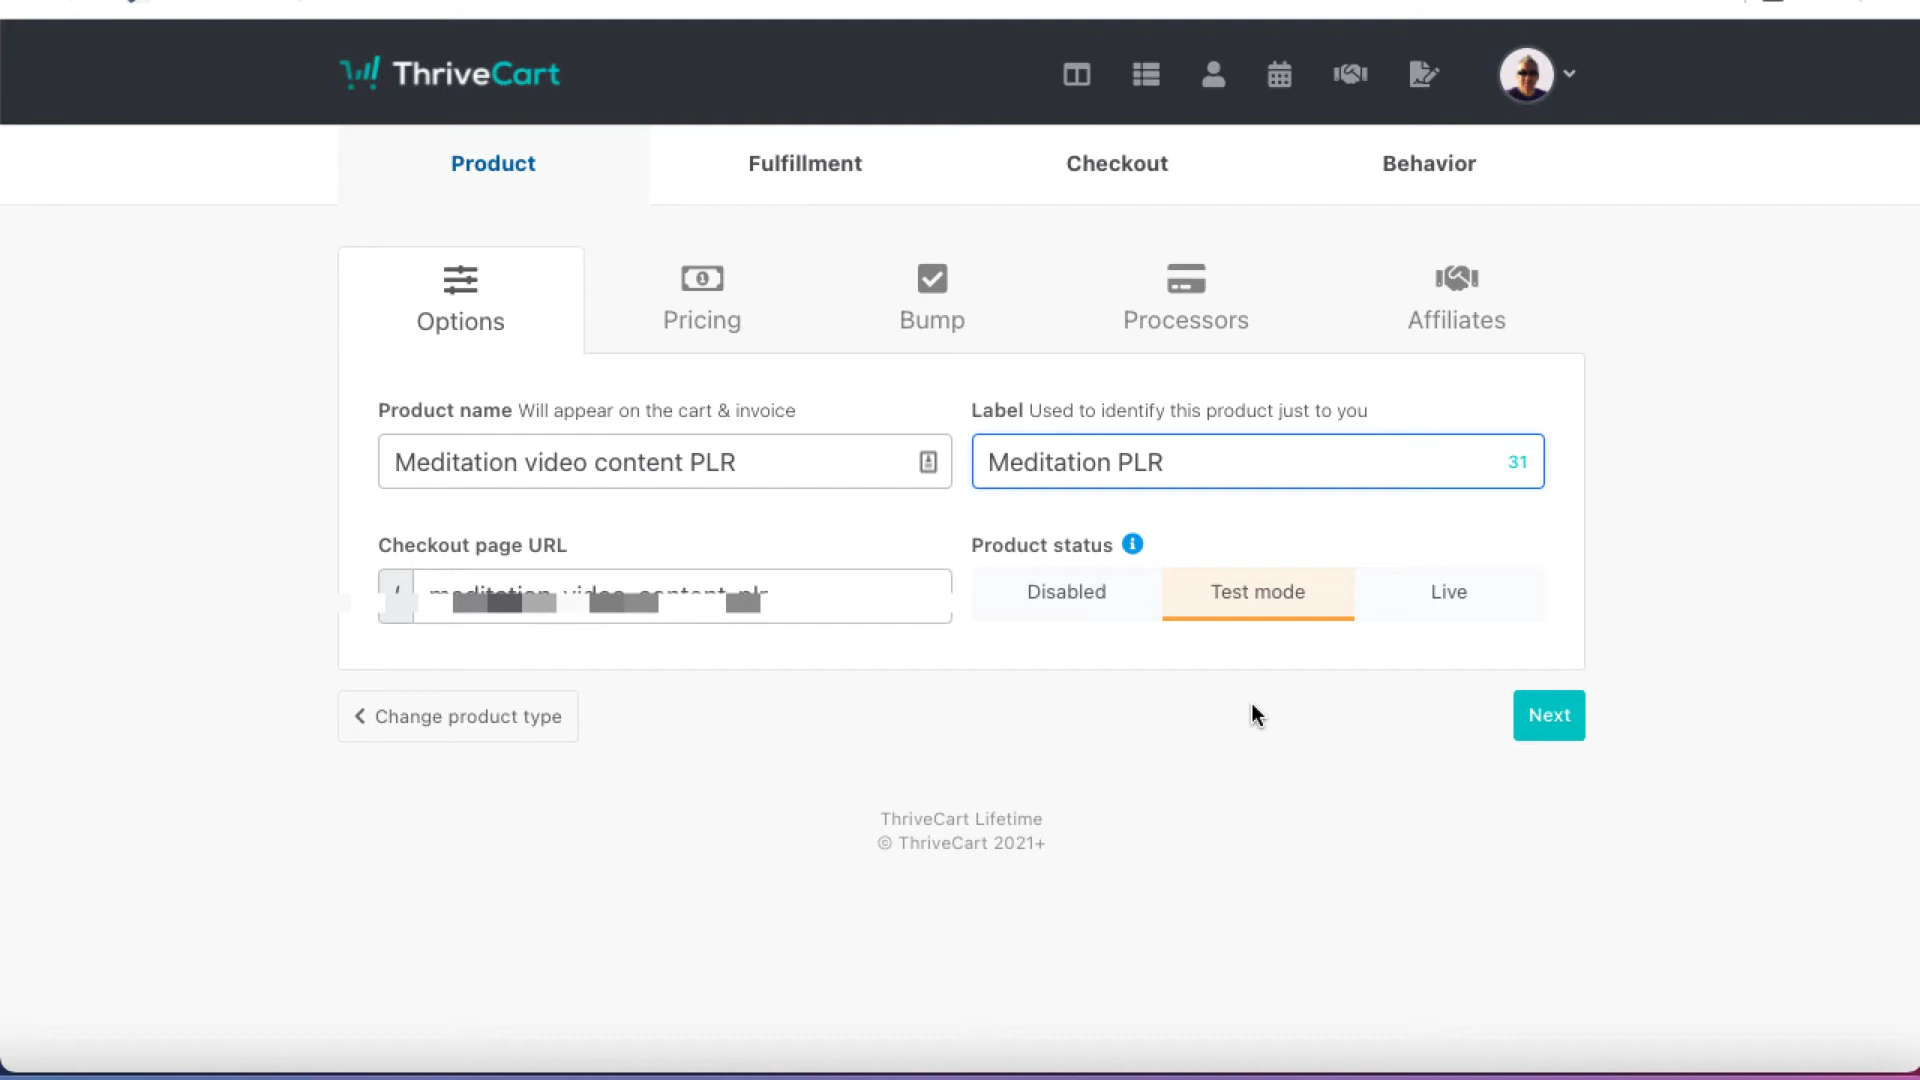 ThriveCart
Product Fulfillment Checkout Behavior
Options Pricing Bump Processors Affiliates
Product name Will appear on the cart & invoice
Label Used to identify this product just to you
Meditation video content PLR
Meditation PLR 31
Checkout page URL
Product status
Disabled Test mode Live
Change product type
Next
ThriveCart Lifetime
© ThriveCart 2021+